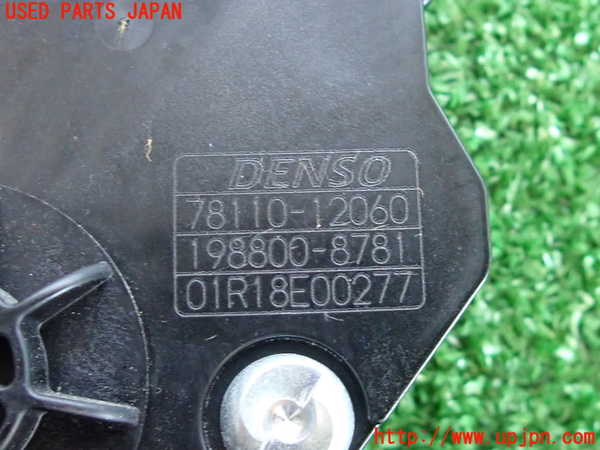 USED PARTS JAPAN
DENSO
78110-12060
198800-8781
01R18E00277
http://www.upjpn.com